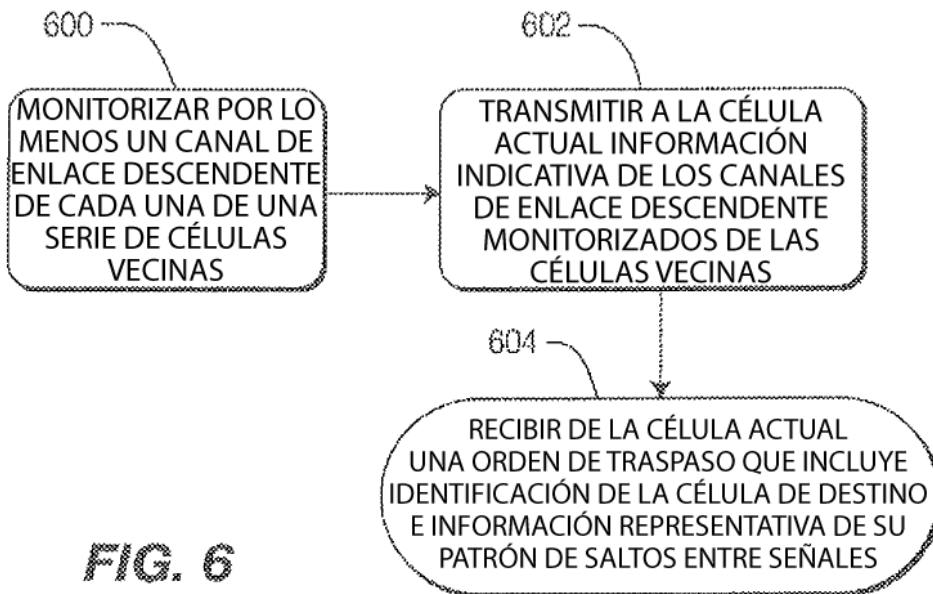 600
MONITORIZAR POR LO
MENOS UN CANAL DE
ENLACE DESCENDENTE
DE CADA UNA DE UNA
SERIE DE CÉLULAS
VECINAS
602
TRANSMITIR A LA CÉLULA
ACTUAL INFORMACIÓN
INDICATIVA DE LOS CANALES
DE ENLACE DESCENDENTE
MONITORIZADOS DE LAS
CÉLULAS VECINAS
604
RECIBIR DE LA CÉLULA ACTUAL
UNA ORDEN DE TRASPASO QUE INCLUYE
IDENTIFICACIÓN DE LA CÉLULA DE DESTINO
E INFORMACIÓN REPRESENTATIVA DE SU
PATRÓN DE SALTOS ENTRE SEÑALES
FIG. 6